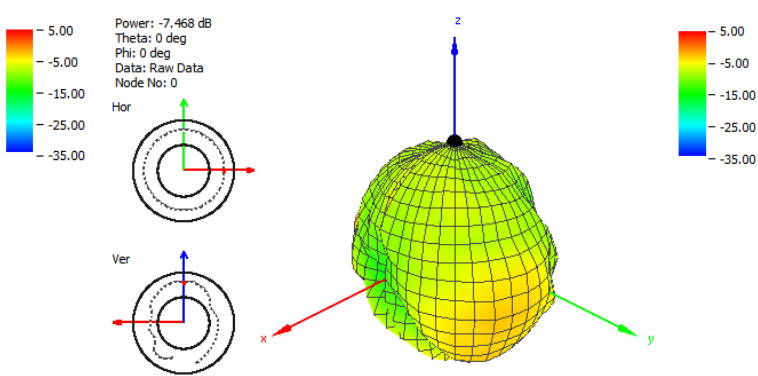 5.00
-5.00
-15.00
-25.00
-35.00
Power: -7.468 dB
Theta: 0 deg
Phi: 0 deg
Data: Raw Data
Node No: 0
Hor
Ver
z
x
y
5.00
-5.00
-15.00
-25.00
-35.00